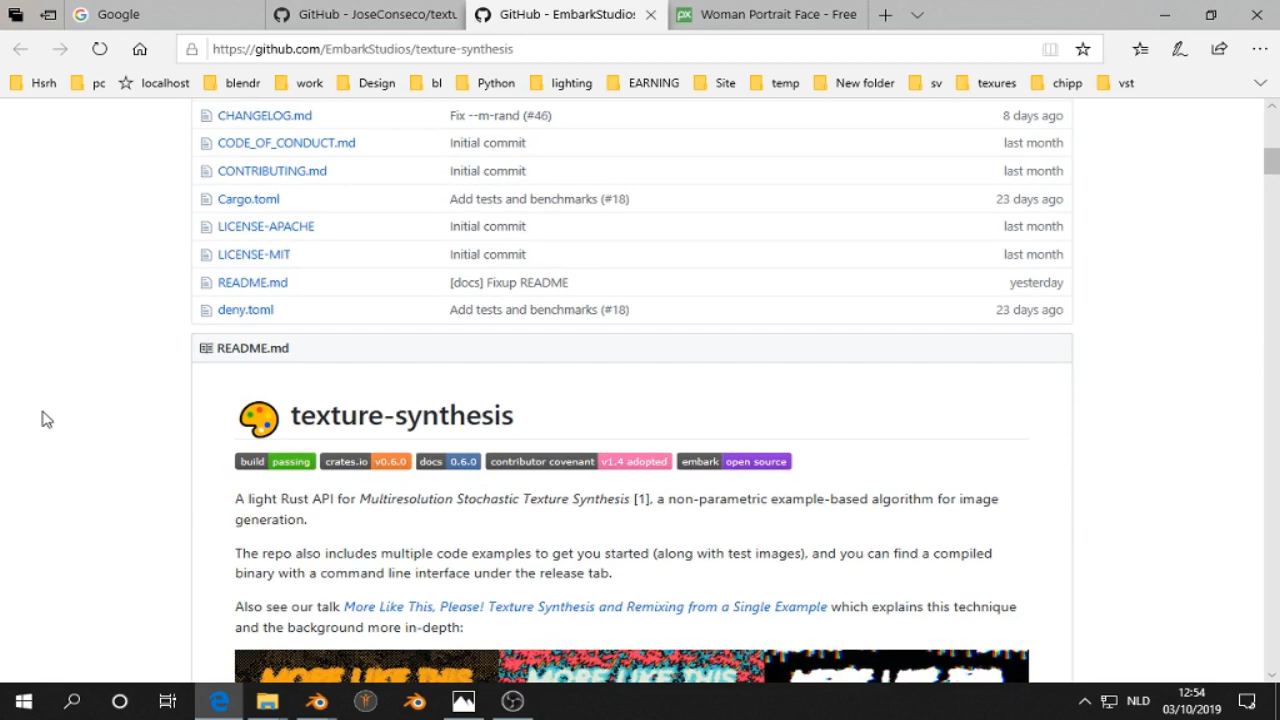 Google
GitHub - JoseConseco/textu
GitHub - EmbarkStudios
Woman Portrait Face - Free
https://github.com/EmbarkStudios/texture-synthesis
Hsrh
pc
localhost
blendr
work
Design
bl
Python
lighting
EARNING
Site
temp
New folder
sv
texures
chipp
vst
CHANGELOG.md Fix --m-rand (#46) 8 days ago
CODE_OF_CONDUCT.md Initial commit last month
CONTRIBUTING.md Initial commit last month
Cargo.toml Add tests and benchmarks (#18) 23 days ago
LICENSE-APACHE Initial commit last month
LICENSE-MIT Initial commit last month
README.md [docs] Fixup README yesterday
deny.toml Add tests and benchmarks (#18) 23 days ago
README.md
texture-synthesis
build passing crates.io v0.6.0 docs 0.6.0 contributor covenant v1.4 adopted embark open source
A light Rust API for Multiresolution Stochastic Texture Synthesis [1], a non-parametric example-based algorithm for image
generation.
The repo also includes multiple code examples to get you started (along with test images), and you can find a compiled
binary with a command line interface under the release tab.
Also see our talk More Like This, Please! Texture Synthesis and Remixing from a Single Example which explains this technique
and the background more in-depth:
MORE LIKE THIS MORE LIKE THIS MORE LIKE THIS
NLD
12:54
03/10/2019